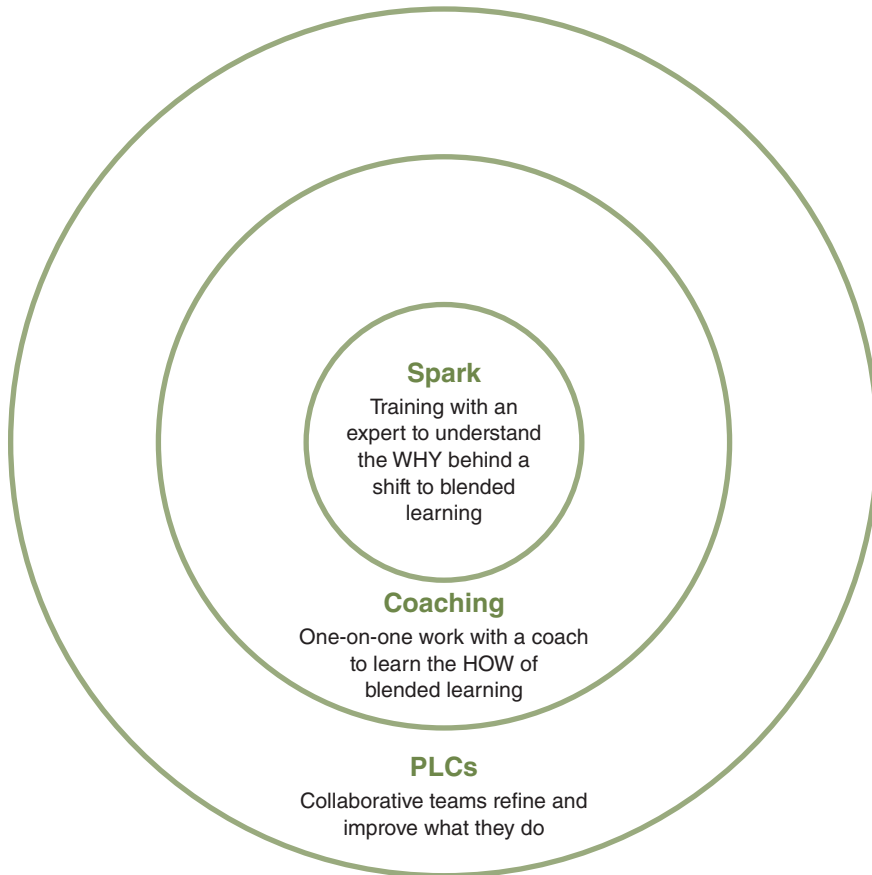 Spark
Training with an
expert to understand
the WHY behind a
shift to blended
learning
Coaching
One-on-one work with a coach
to learn the HOW of
blended learning
PLCs
Collaborative teams refine and
improve what they do